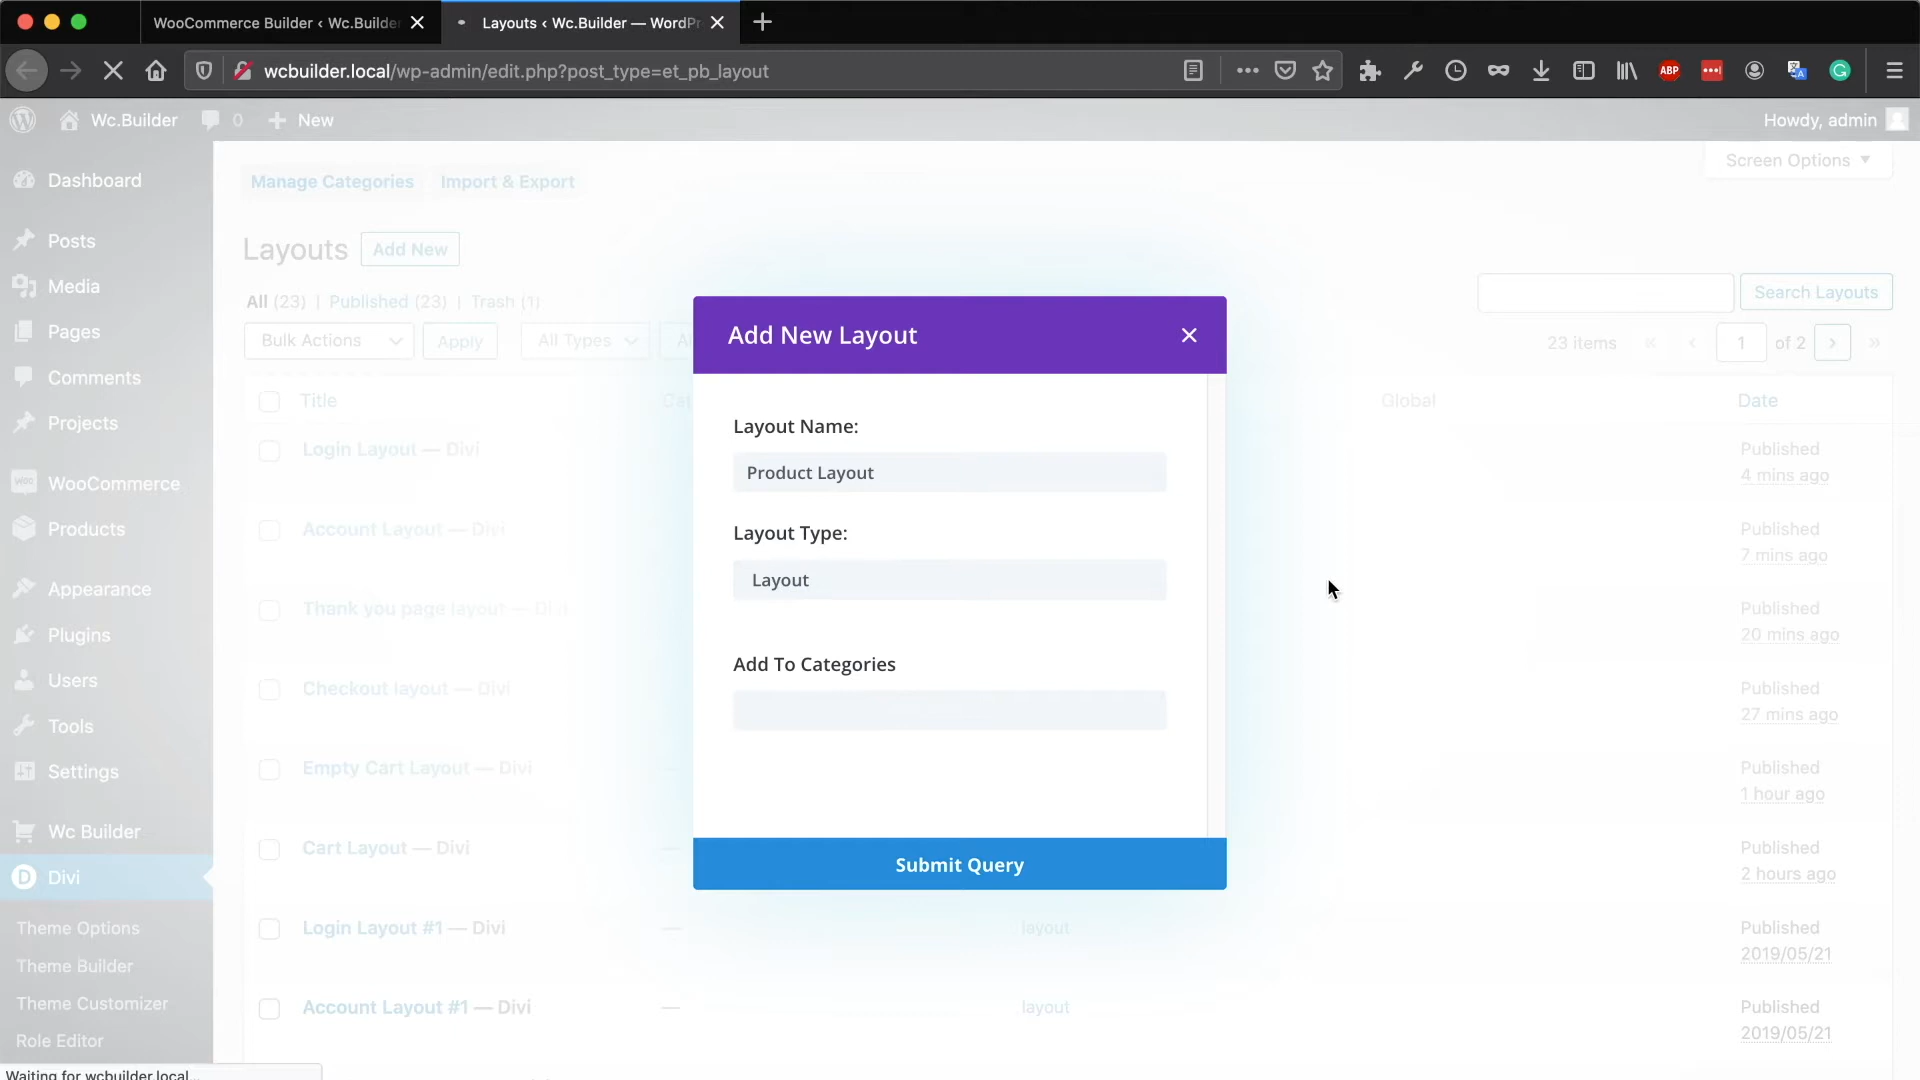 WooCommerce Builder ‹ Wc.Builde
Layouts ‹ Wc.Builder — WordPr
wcbuilder.local/wp-admin/edit.php?post_type=et_pb_layout
ABP
Wc.Builder
0
New
Howdy, admin
Screen Options
Manage Categories
Import & Export
Layouts
Add New
All (23) | Published (23) | Trash (1)
Search Layouts
Bulk Actions
Apply
All Types
23 items
«
‹
1
of 2
›
»
Title
Global
Date
Login Layout — Divi
Published
4 mins ago
Account Layout — Divi
Published
7 mins ago
Thank you page layout — Divi
Published
20 mins ago
Checkout layout — Divi
Published
27 mins ago
Empty Cart Layout — Divi
—
Published
1 hour ago
Cart Layout — Divi
—
Published
2 hours ago
Login Layout #1 — Divi
—
layout
Published
2019/05/21
Account Layout #1 — Divi
—
layout
Published
2019/05/21
Dashboard
Posts
Media
Pages
Comments
Projects
WooCommerce
Products
Appearance
Plugins
Users
Tools
Settings
Wc Builder
Divi
Theme Options
Theme Builder
Theme Customizer
Role Editor
Add New Layout
Layout Name:
Product Layout
Layout Type:
Layout
Add To Categories
Submit Query
Waiting for wcbuilder.local...